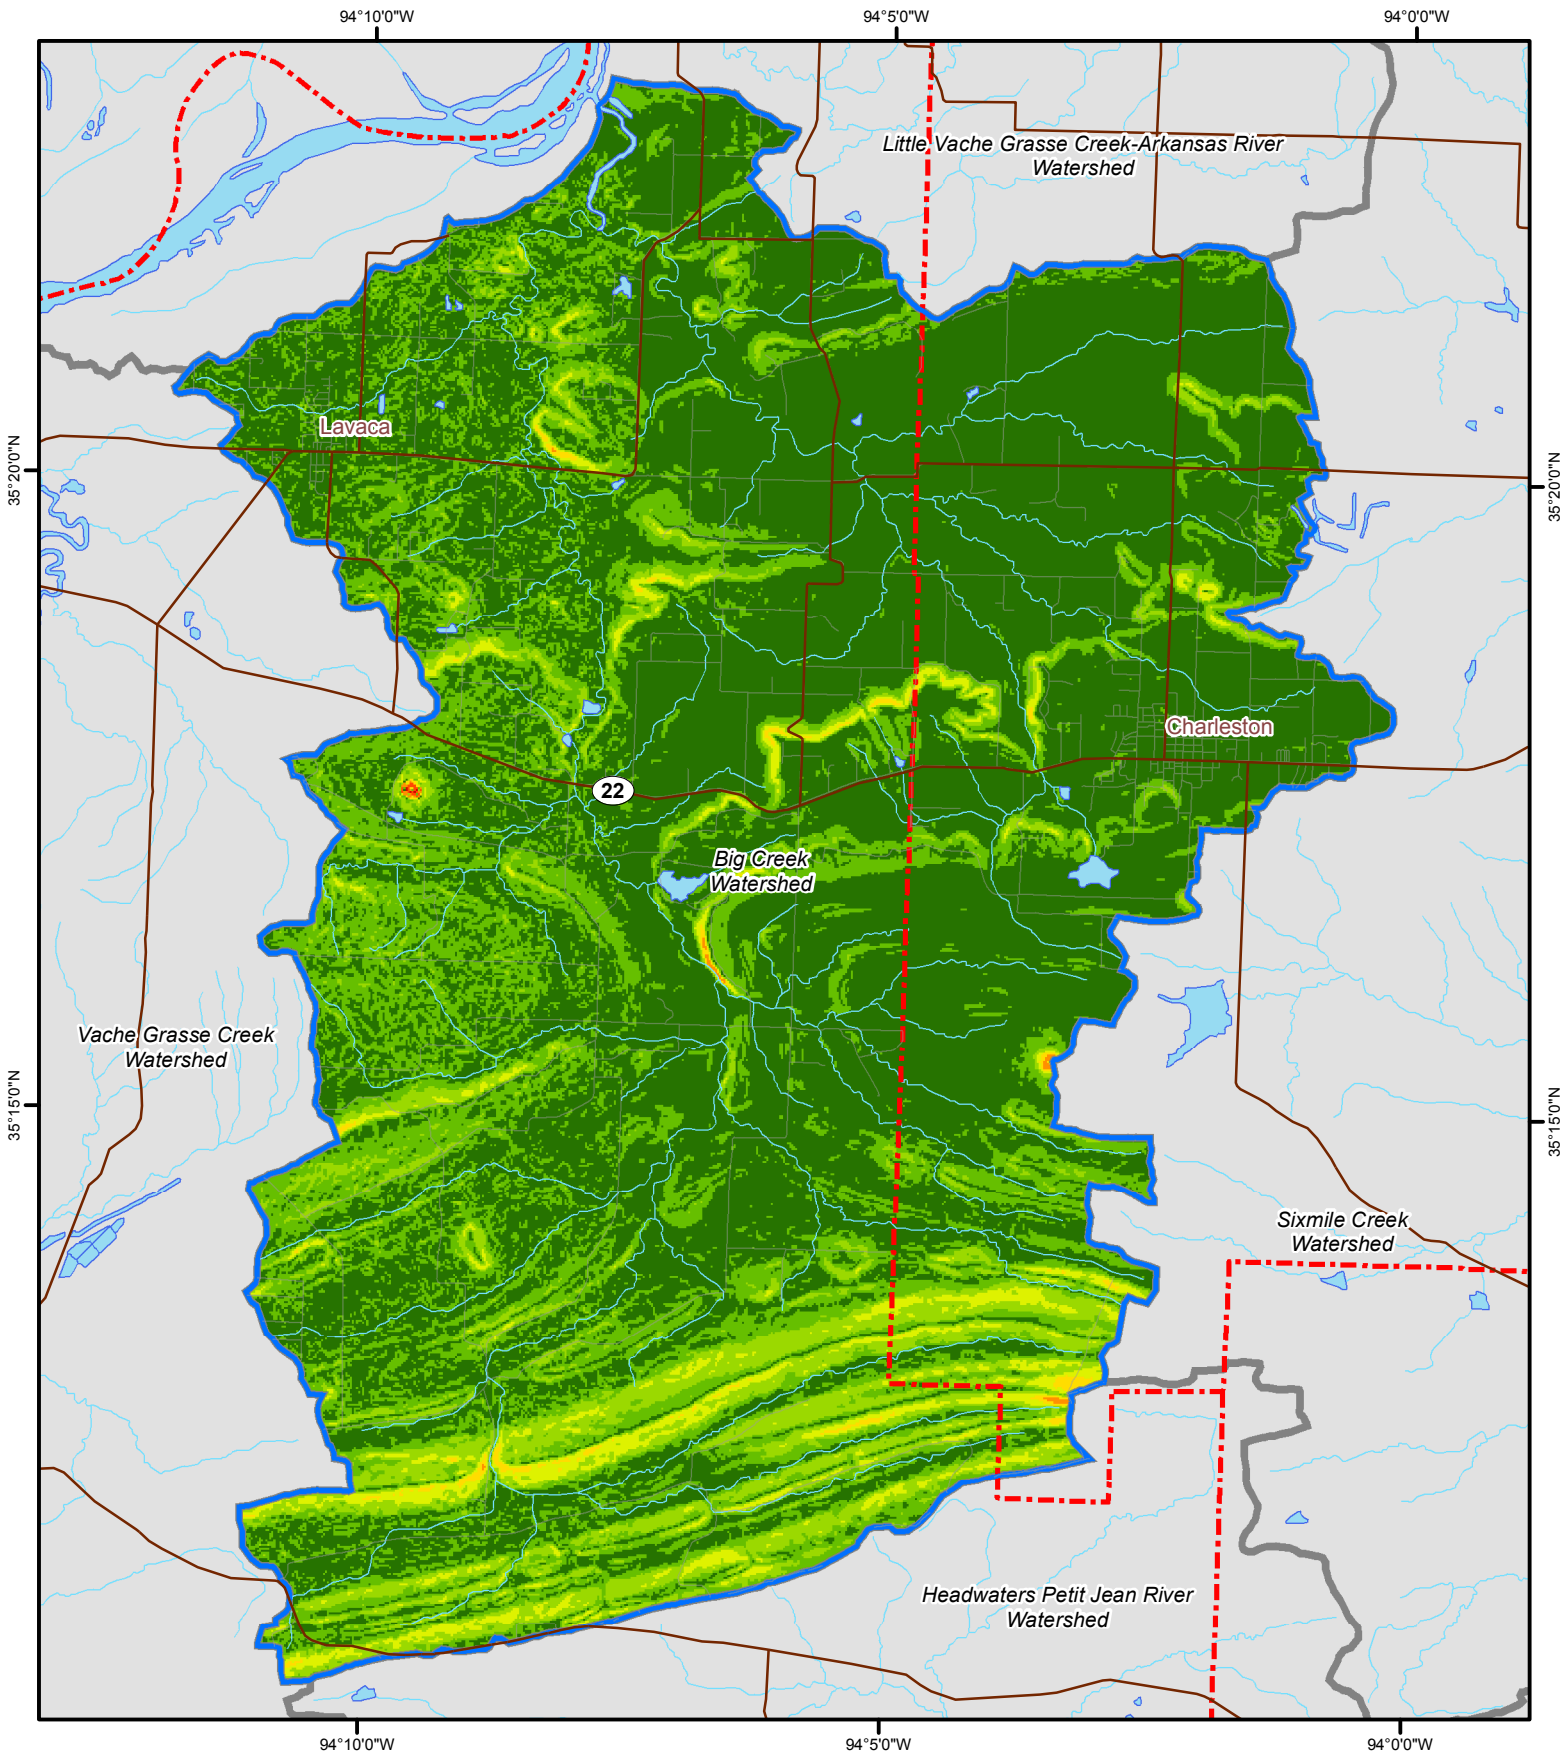 94°10'0"W
94°5'0"W
94°0'0"W
Little Vache Grasse Creek-Arkansas River
Watershed
Lavaca
35°20'0"N
35°20'0"N
Charleston
22
Big Creek
Watershed
Vache Grasse Creek
Watershed
35°15'0"N
35°15'0"N
Sixmile Creek
Watershed
Headwaters Petit Jean River
Watershed
94°10'0"W
94°5'0"W
94°0'0"W